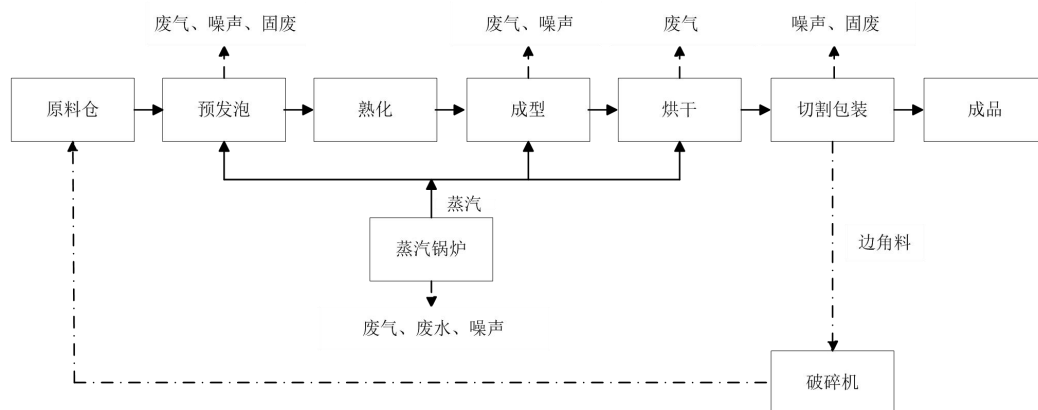 废气、噪声、固废
废气、噪声
废气
噪声、固废
原料仓
预发泡
熟化
成型
烘干
切割包装
成品
蒸汽
蒸汽锅炉
边角料
废气、废水、噪声
破碎机